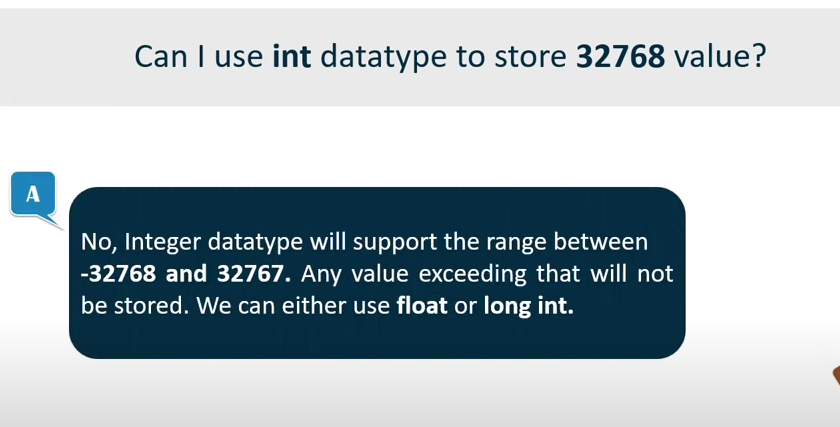 Can I use int datatype to store 32768 value?
A
No, Integer datatype will support the range between
-32768 and 32767. Any value exceeding that will not
be stored. We can either use float or long int.